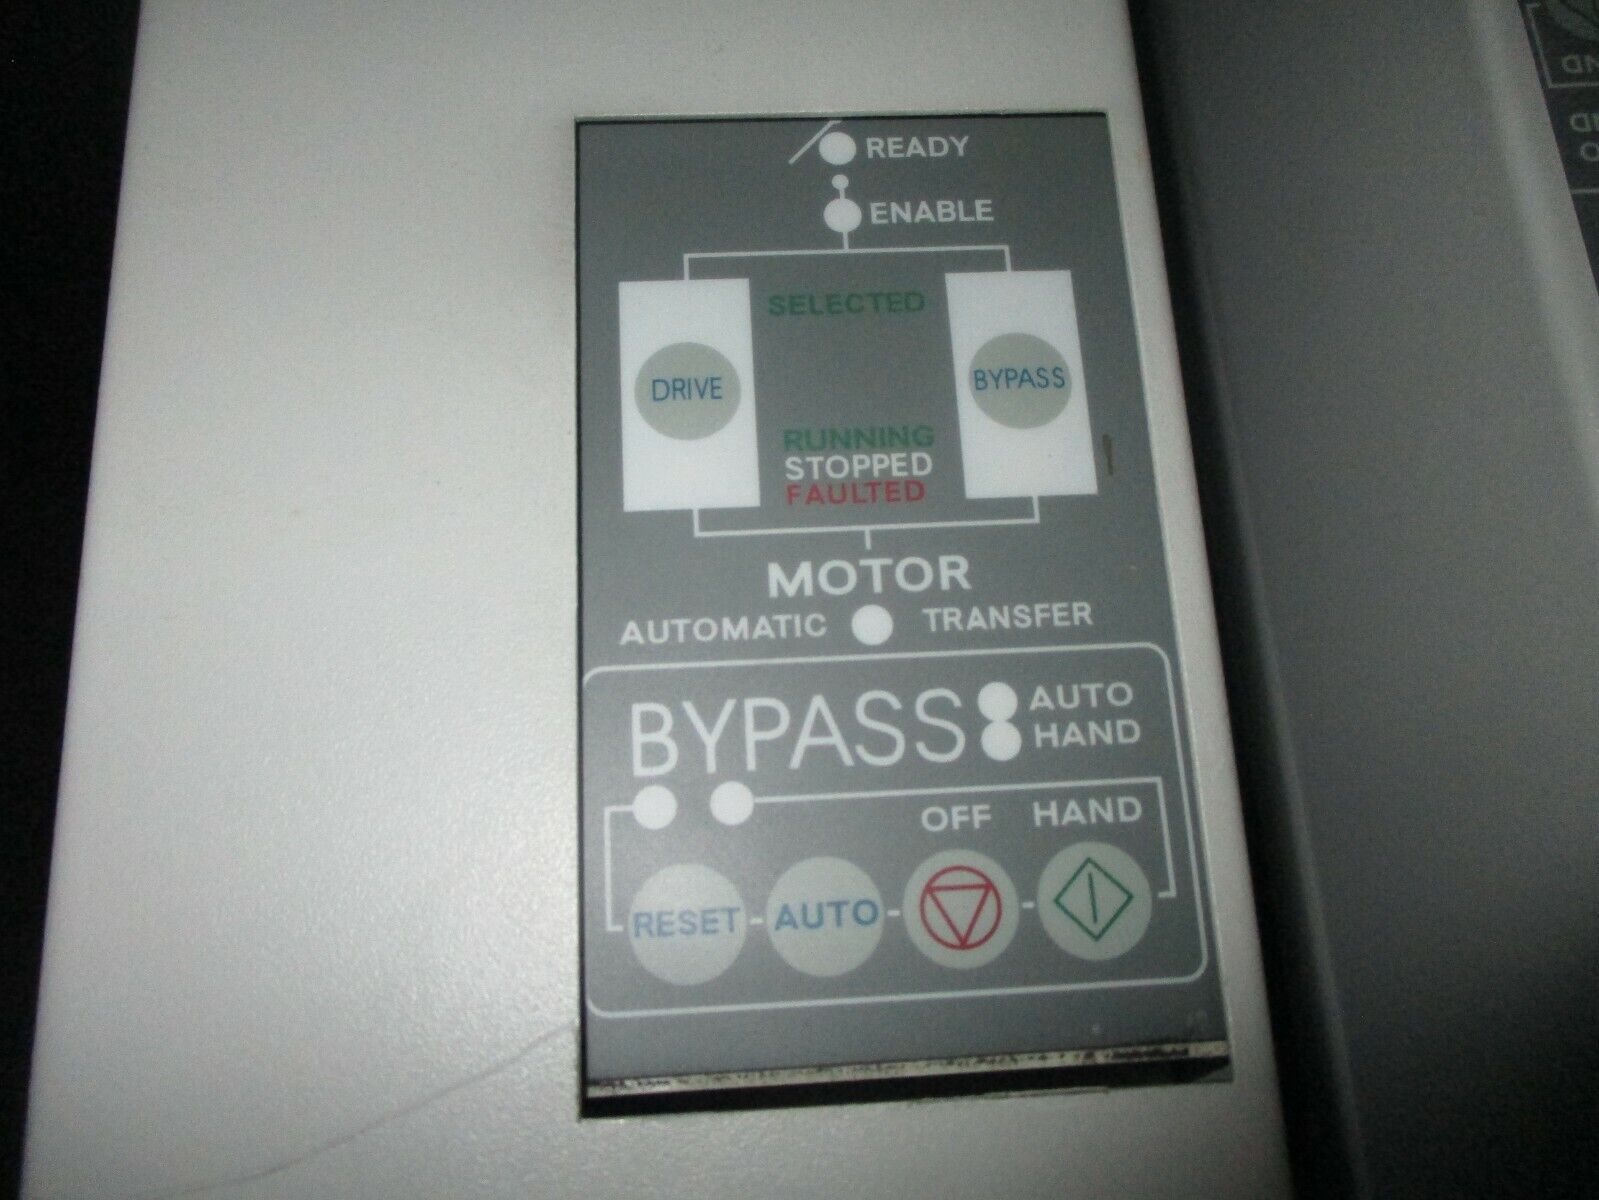 READY
ENABLE
SELECTED
DRIVE
BYPASS
RUNNING
STOPPED
FAULTED
MOTOR
AUTOMATIC TRANSFER
BYPASS
AUTO
HAND
OFF HAND
RESET AUTO